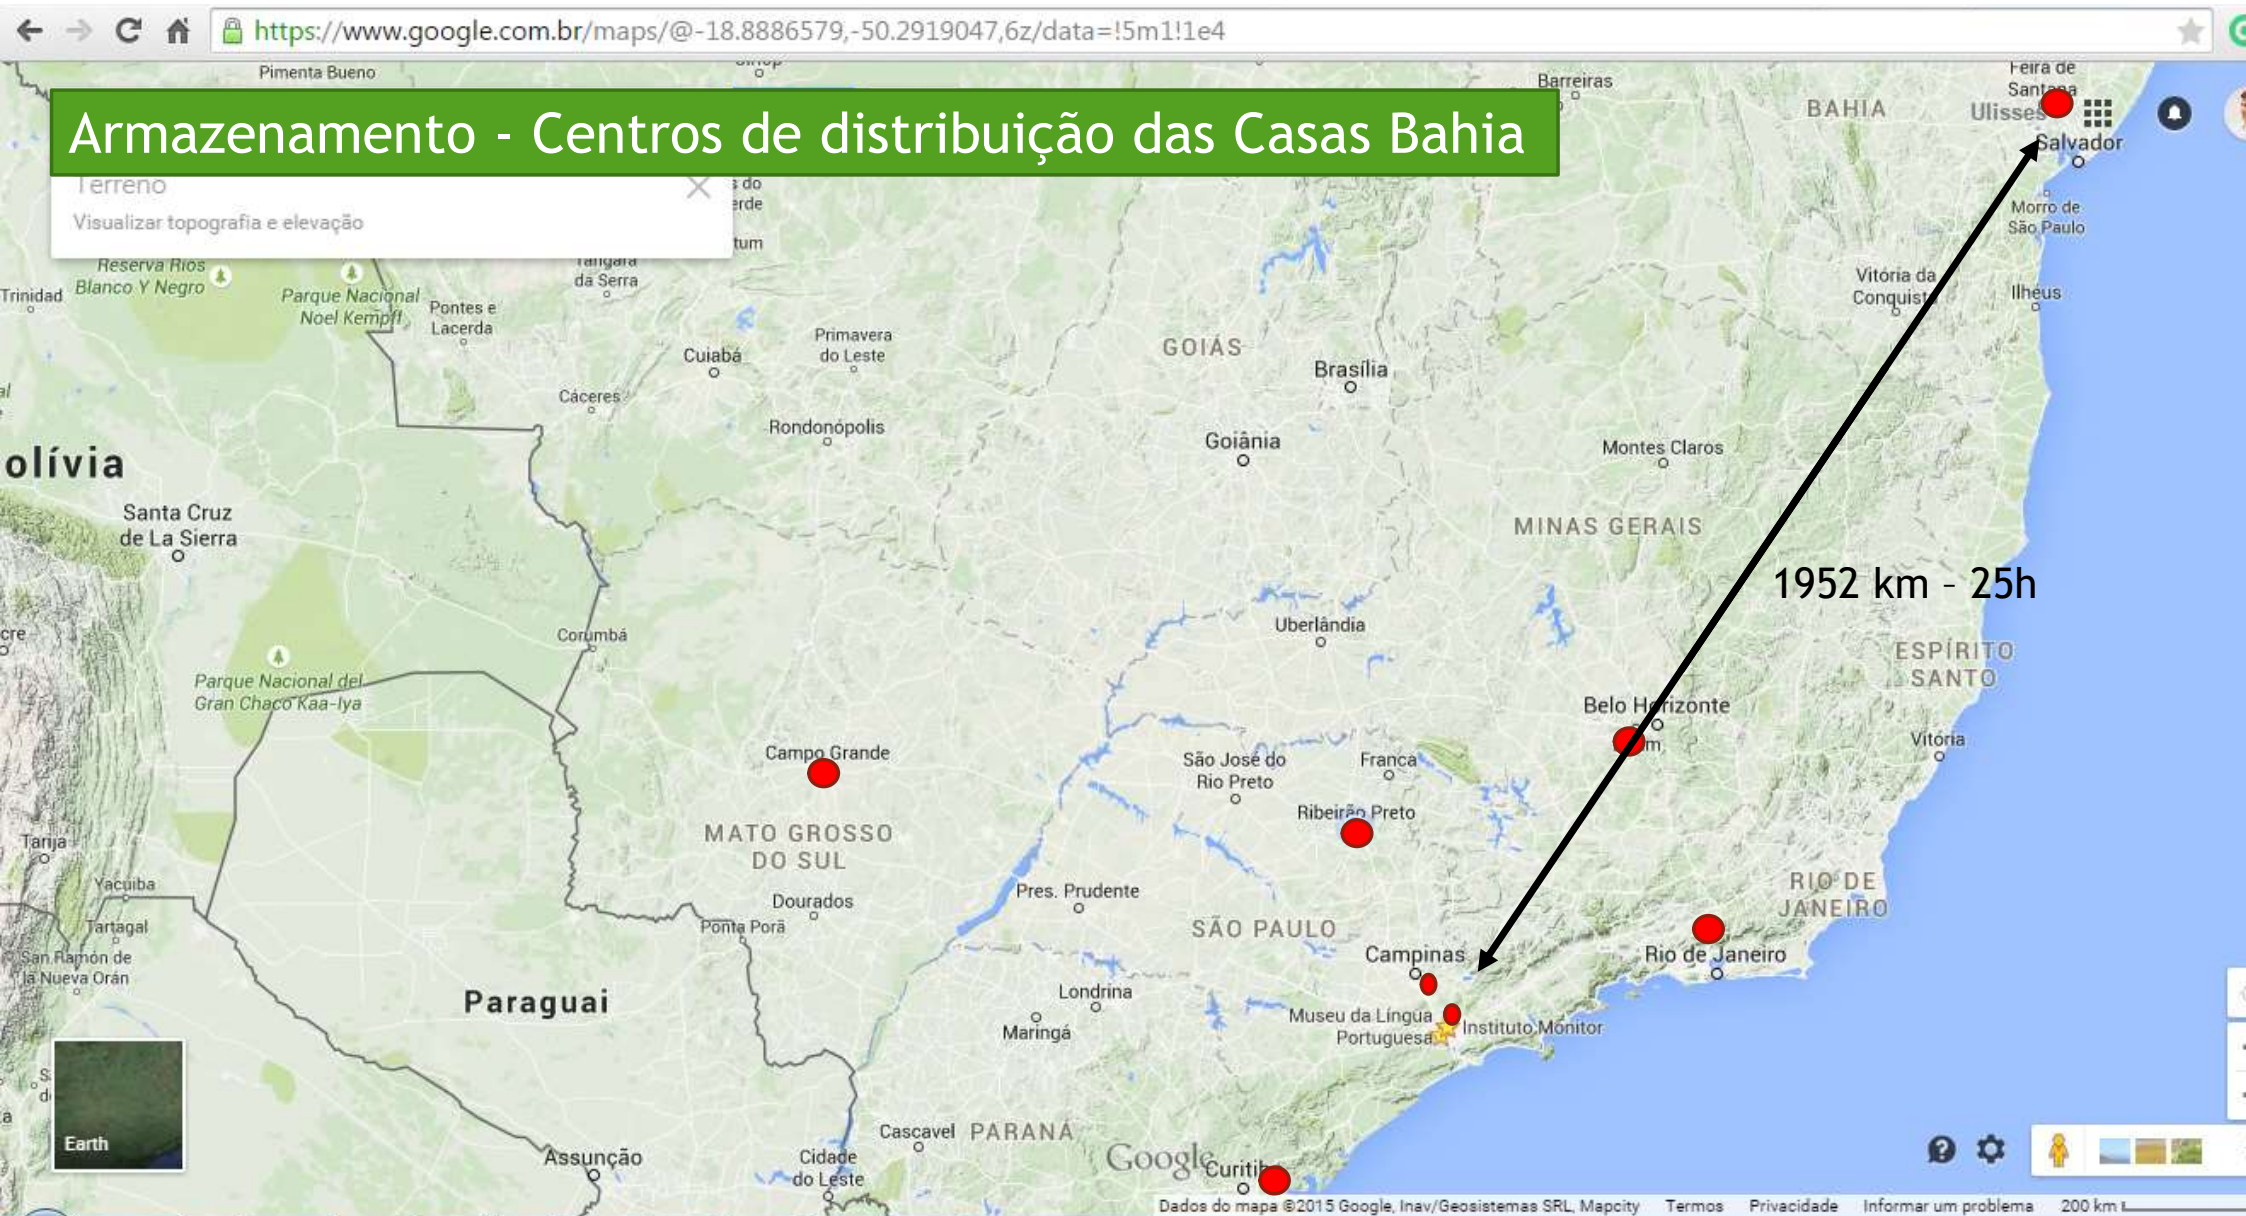 https://www.google.com.br/maps/@-18.8886579,-50.2919047,6z/data=!5m1!1e4
Pimenta Bueno
Barreiras
Feira de
Santana
BAHIA
Ulisses
Armazenamento - Centros de distribuição das Casas Bahia
Salvador
Terreno
Visualizar topografia e elevação
Morro de
São Paulo
Reserva Rios
Blanco Y Negro
Trinidad
Parque Nacional
Noel Kempff
Pontes e
Lacerda
Tangará
da Serra
Vitória da
Conquista
Ilhéus
Primavera
do Leste
Cuiabá
GOIÁS
Brasília
Cáceres
Rondonópolis
Goiânia
Montes Claros
olívia
Santa Cruz
de La Sierra
MINAS GERAIS
1952 km – 25h
Corumbá
Uberlândia
ESPÍRITO
SANTO
Parque Nacional del
Gran Chaco Kaa-Iya
Belo Horizonte
Campo Grande
São José do
Rio Preto
Franca
Vitória
Ribeirão Preto
MATO GROSSO
DO SUL
Tarija
Yacuiba
Pres. Prudente
RIO DE
JANEIRO
Dourados
Tartagal
Ponta Porã
SÃO PAULO
San Ramón de
la Nueva Orán
Campinas
Rio de Janeiro
Paraguai
Londrina
Maringá
Museu da Língua
Portuguesa
Instituto Monitor
Earth
Cascavel
PARANÁ
Assunção
Cidade
do Leste
Google
Curitiba
Dados do mapa ©2015 Google, Inav/Geosistemas SRL, Mapcity Termos Privacidade Informar um problema 200 km